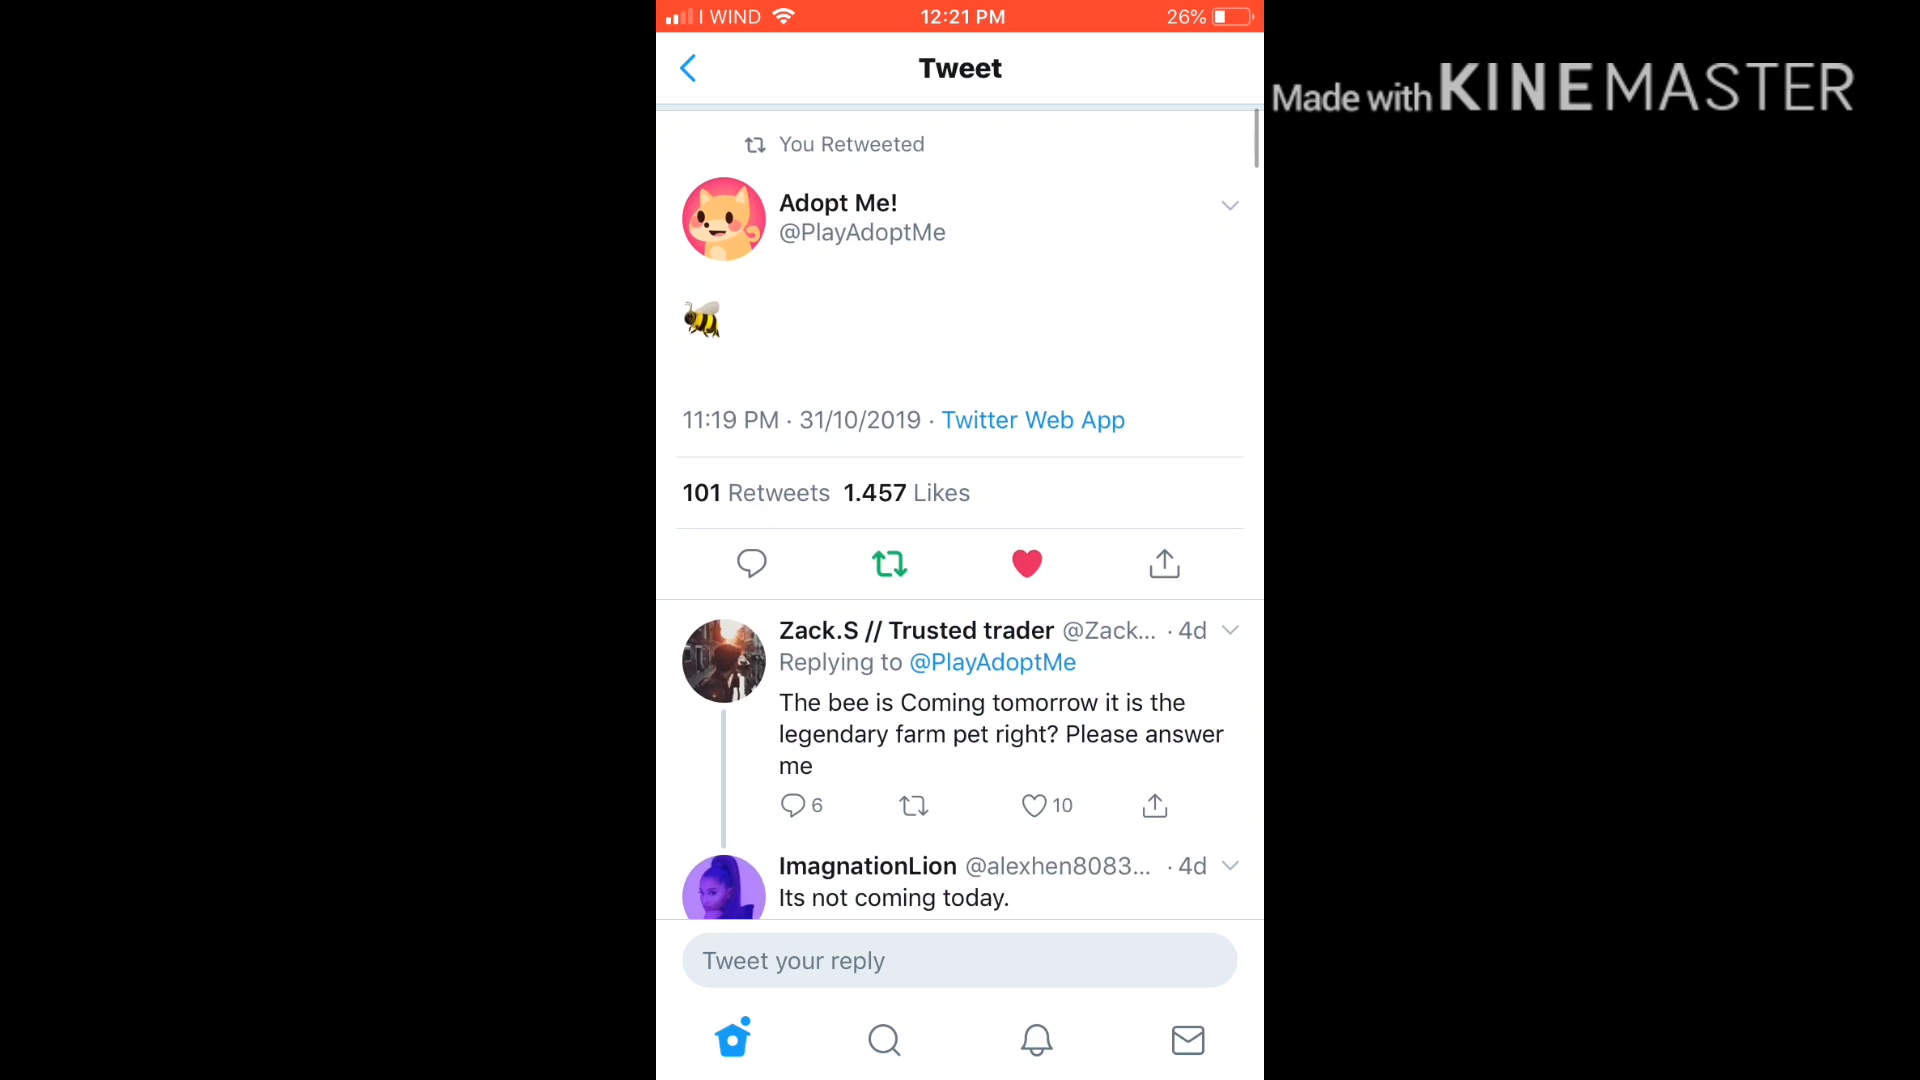 I WIND
12:21 PM
26%
Made with KINEMASTER
Tweet
You Retweeted
Adopt Me!
@PlayAdoptMe
🐝
11:19 PM · 31/10/2019 · Twitter Web App
101 Retweets 1.457 Likes
Zack.S // Trusted trader @Zack... · 4d
Replying to @PlayAdoptMe
The bee is Coming tomorrow it is the
legendary farm pet right? Please answer
me
6
10
ImagnationLion @alexhen8083... · 4d
Its not coming today.
Tweet your reply